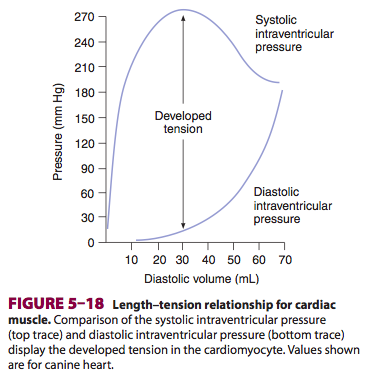 270
240
210
180
150
120
90
60
30
0
Pressure (mm Hg)
Systolic
intraventricular
pressure
Developed
tension
Diastolic
intraventricular
pressure
10 20 30 40 50 60 70
Diastolic volume (mL)
FIGURE 5–18 Length–tension relationship for cardiac
muscle. Comparison of the systolic intraventricular pressure
(top trace) and diastolic intraventricular pressure (bottom trace)
display the developed tension in the cardiomyocyte. Values shown
are for canine heart.